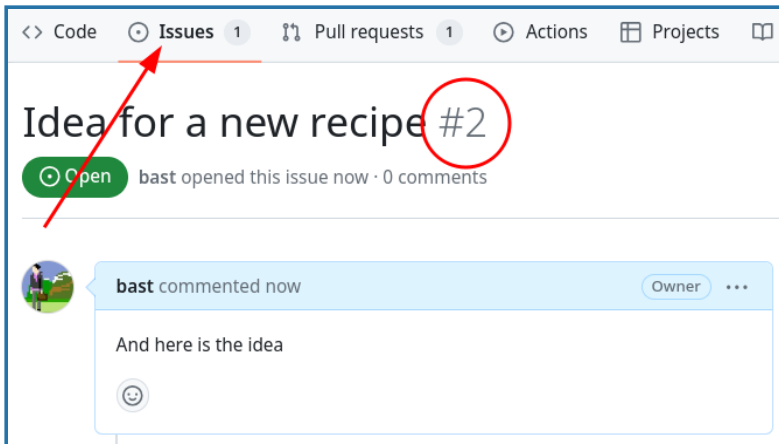 <> Code Issues 1 Pull requests 1 Actions Projects
Idea for a new recipe #2
Open bast opened this issue now · 0 comments
bast commented now Owner ···
And here is the idea